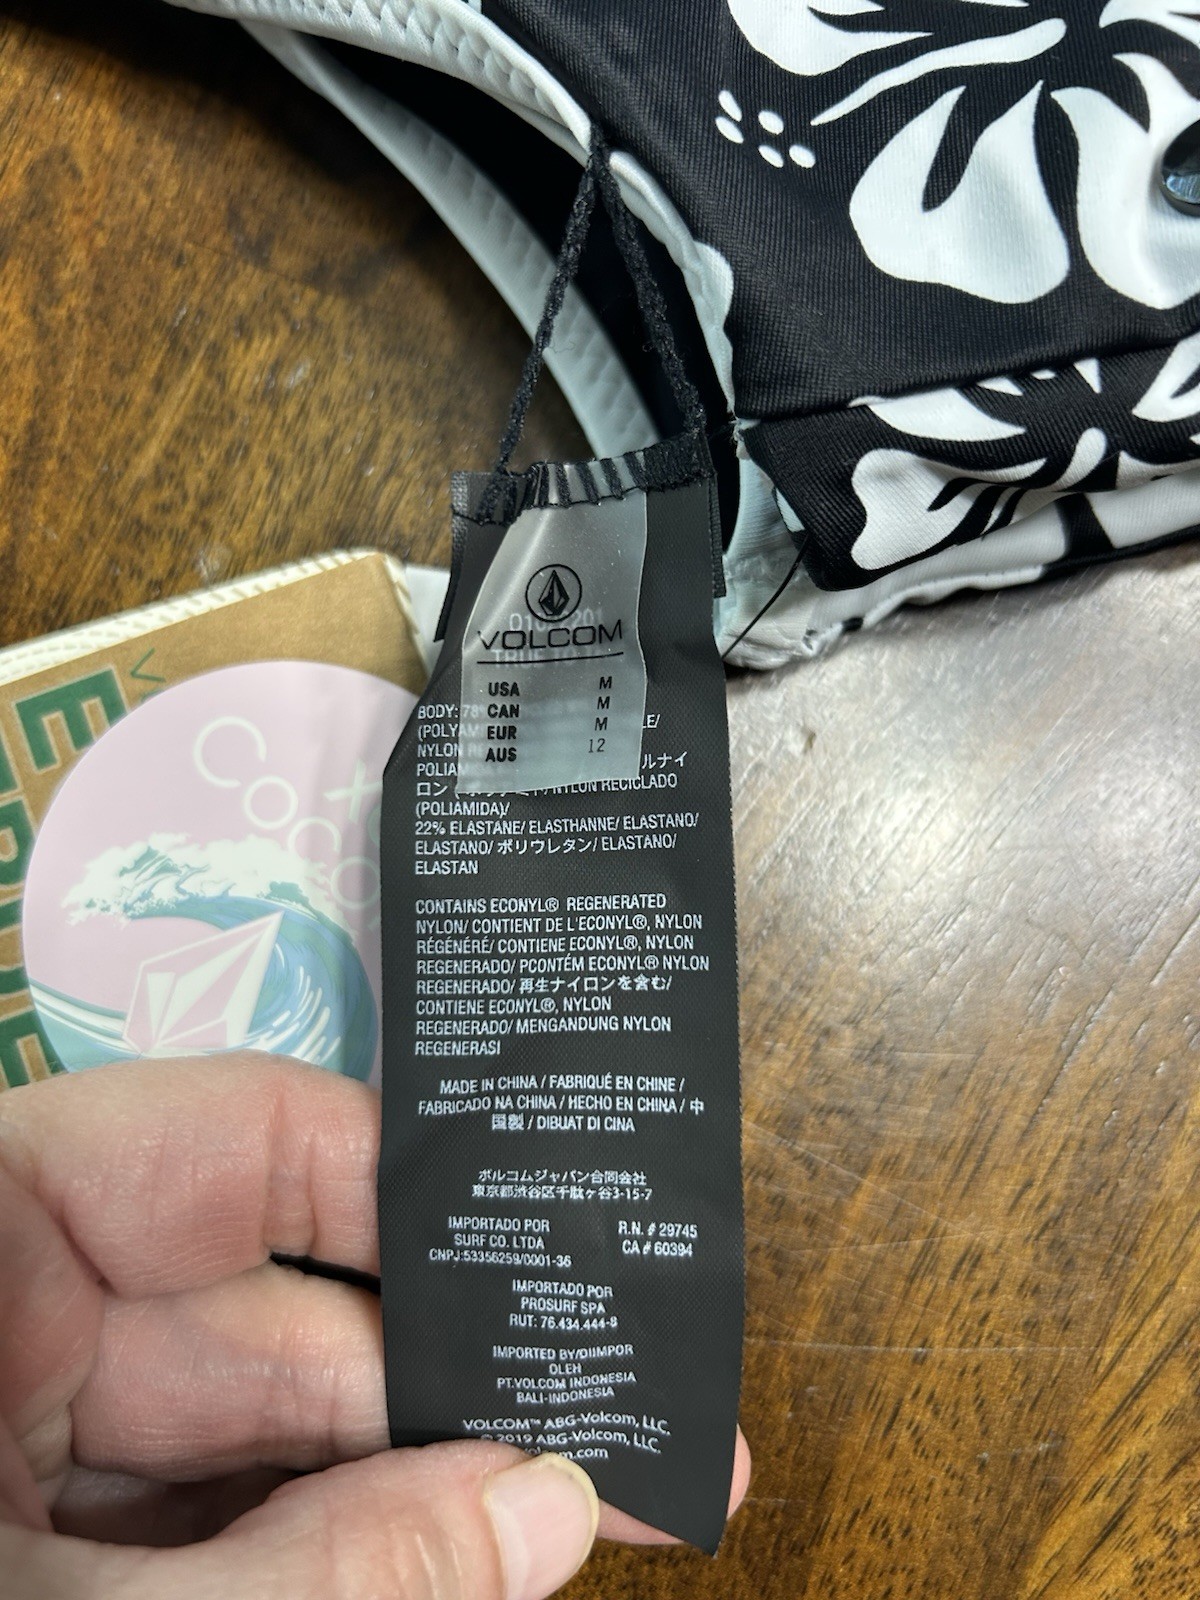 VOLCOM
USA M
CAN M
EUR M
AUS 12
TRUE
BODY: 78
LE/
NYLON
ルナイ
ロン
NYLON RECICLADO
(POLIAMIDA)/
22% ELASTANE/ ELASTHANNE/ ELASTANO/
ELASTANO/ ポリウレタン/ ELASTANO/
ELASTAN
CONTAINS ECONYL® REGENERATED
NYLON/ CONTIENT DE L'ECONYL®, NYLON
RÉGÉNÉRÉ/ CONTIENE ECONYL®, NYLON
REGENERADO/ PCONTÉM ECONYL® NYLON
REGENERADO/ 再生ナイロンを含む/
CONTIENE ECONYL®, NYLON
REGENERADO/ MENGANDUNG NYLON
REGENERASI
MADE IN CHINA / FABRIQUÉ EN CHINE /
FABRICADO NA CHINA / HECHO EN CHINA / 中
国製 / DIBUAT DI CINA
ボルコムジャパン合同会社
東京都渋谷区千駄ヶ谷3-15-7
IMPORTADO POR
SURF CO. LTDA
CNPJ:53356259/0001-36
R.N. # 29745
CA # 60394
IMPORTADO POR
PROSURF SPA
RUT: 76.434.444-8
IMPORTED BY/DIIMPOR
OLEH
PT.VOLCOM INDONESIA
BALI-INDONESIA
VOLCOM™ ABG-Volcom, LLC.
© 2019 ABG-Volcom, LLC.